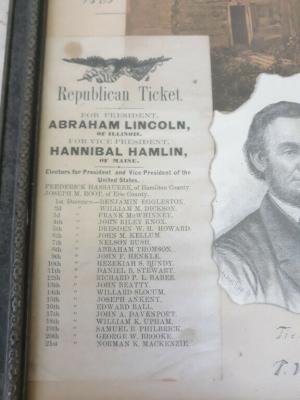 Republican Ticket.
FOR PRESIDENT,
ABRAHAM LINCOLN,
OF ILLINOIS.
FOR VICE PRESIDENT,
HANNIBAL HAMLIN,
OF MAINE.
Electors for President and Vice President of the
United States.
FREDERICK HASSAUREK, of Hamilton County
JOSEPH M. ROOT, of Erie County.
1st District—BENJAMIN EGGLESTON,
2d " WILLIAM M. DICKSON,
3d " FRANK McWHINNEY,
4th " JOHN RILEY KNOX,
5th " DRESDEN W. H. HOWARD,
6th " JOHN M. KELLUM,
7th " NELSON RUSH,
8th " ABRAHAM THOMSON,
9th " JOHN F. HENKLE,
10th " HEZEKIAH S. BUNDY,
11th " DANIEL B. STEWART,
12th " RICHARD P. L. BABER,
13th " JOHN BEATTY,
14th " WILLARD SLOCUM,
15th " JOSEPH ANKENY,
16th " EDWARD BALL,
17th " JOHN A. DAVENPORT,
18th " WILLIAM K. UPHAM,
19th " SAMUEL B. PHILBRICK,
20th " GEORGE W. BROOKE,
21st " NORMAN K. MACKENZIE.